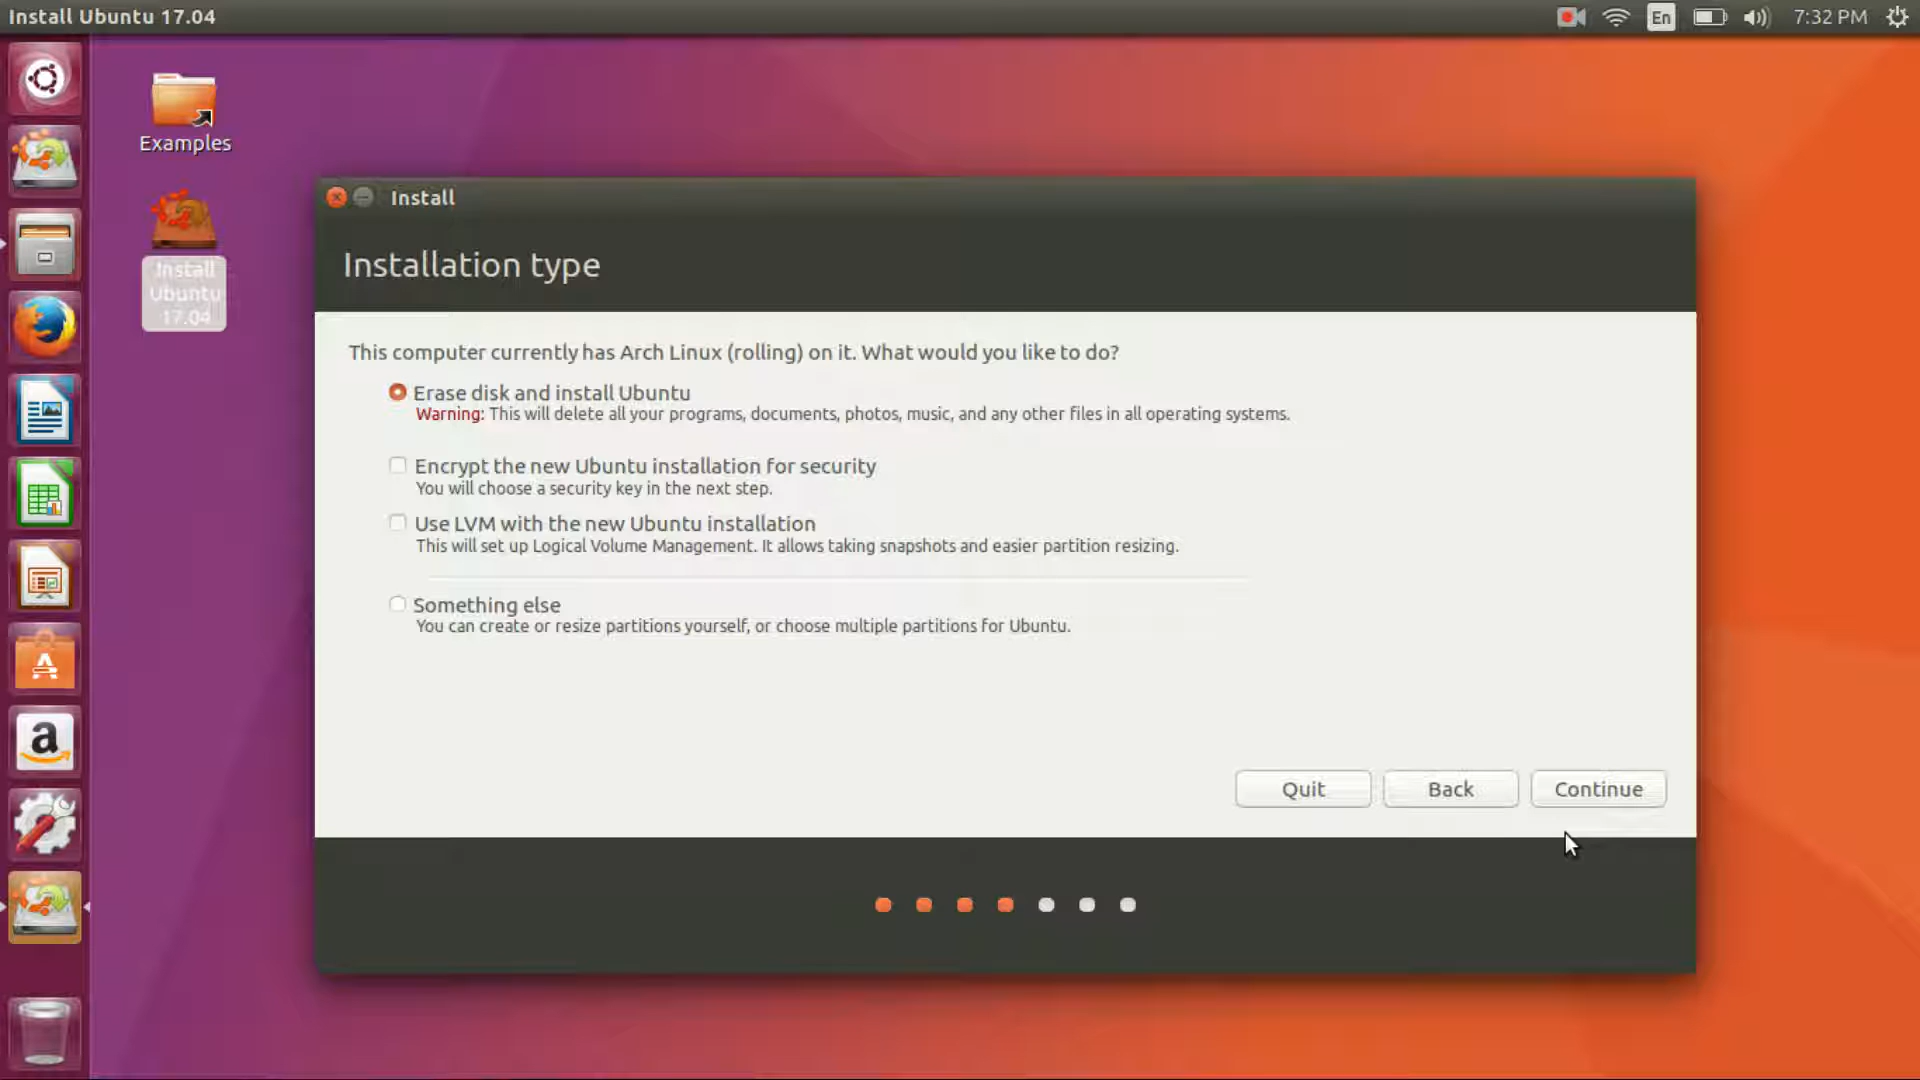 Install Ubuntu 17.04
En
7:32 PM
Examples
Install
Ubuntu
17.04
Install
Installation type
This computer currently has Arch Linux (rolling) on it. What would you like to do?
Erase disk and install Ubuntu
Warning: This will delete all your programs, documents, photos, music, and any other files in all operating systems.
Encrypt the new Ubuntu installation for security
You will choose a security key in the next step.
Use LVM with the new Ubuntu installation
This will set up Logical Volume Management. It allows taking snapshots and easier partition resizing.
Something else
You can create or resize partitions yourself, or choose multiple partitions for Ubuntu.
Quit
Back
Continue
a